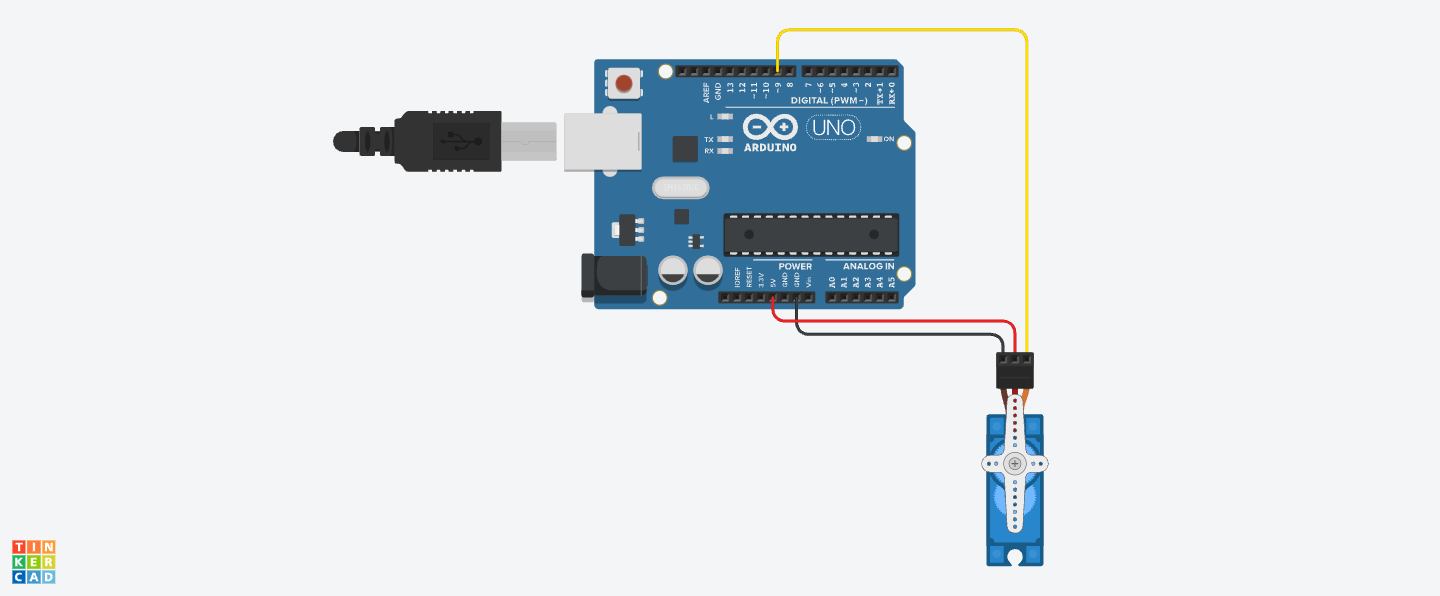 AREF
GND
13
12
~11
~10
~9
8
7
~6
~5
4
~3
2
TX→1
RX←0
DIGITAL (PWM~)
L
TX
RX
UNO
ARDUINO
ON
POWER
ANALOG IN
IOREF
RESET
3.3V
5V
GND
GND
Vin
A0
A1
A2
A3
A4
A5
TIN
KER
CAD